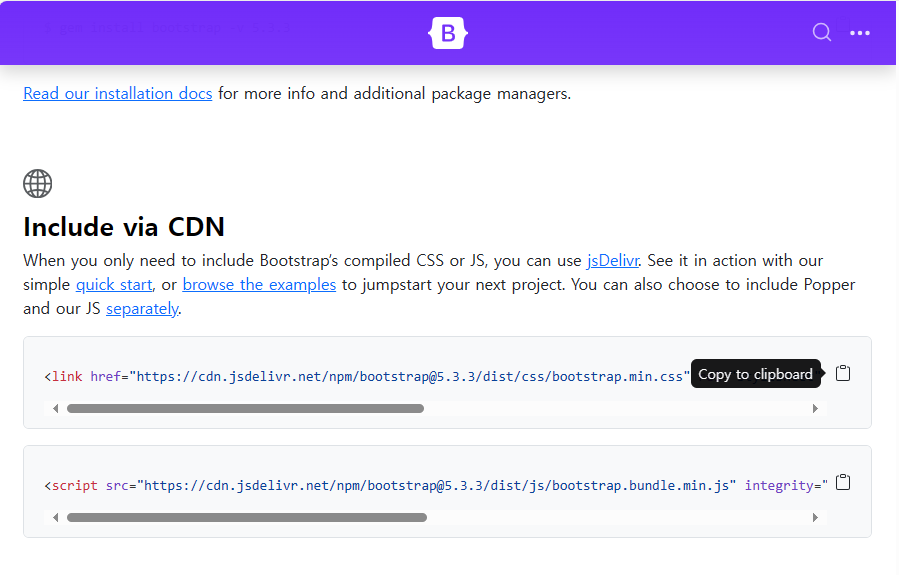 B
Read our installation docs for more info and additional package managers.
Include via CDN
When you only need to include Bootstrap's compiled CSS or JS, you can use jsDelivr. See it in action with our
simple quick start, or browse the examples to jumpstart your next project. You can also choose to include Popper
and our JS separately.
<link href="https://cdn.jsdelivr.net/npm/bootstrap@5.3.3/dist/css/bootstrap.min.css"
Copy to clipboard
<script src="https://cdn.jsdelivr.net/npm/bootstrap@5.3.3/dist/js/bootstrap.bundle.min.js" integrity="